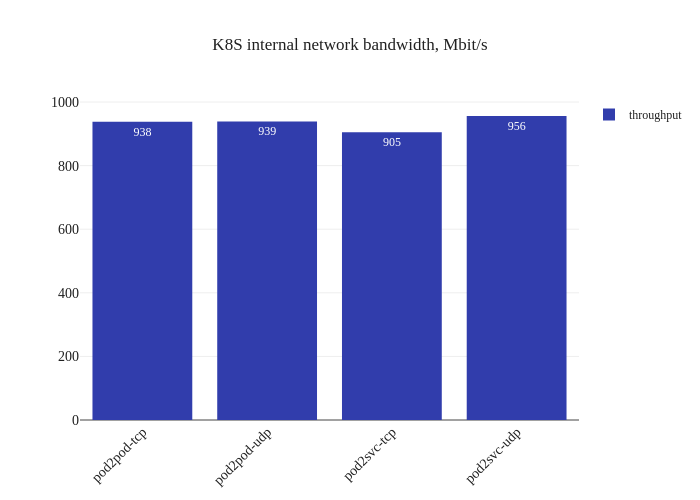 K8S internal network bandwidth, Mbit/s
1000
800
600
400
200
0
938
939
905
956
throughput
pod2pod-tcp
pod2pod-udp
pod2svc-tcp
pod2svc-udp